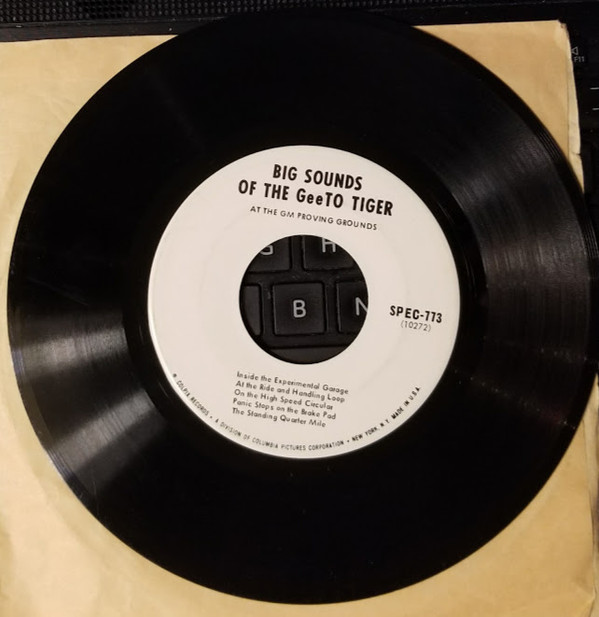 BIG SOUNDS
OF THE GeeTO TIGER
AT THE GM PROVING GROUNDS
G H
B N
SPEC-773
(10272)
Inside the Experimental Garage
At the Ride and Handling Loop
On the High Speed Circular
Panic Stops on the Brake Pad
The Standing Quarter Mile
COLPIX RECORDS • A DIVISION OF COLUMBIA PICTURES CORPORATION • NEW YORK, N.Y. MADE IN U.S.A.
F11